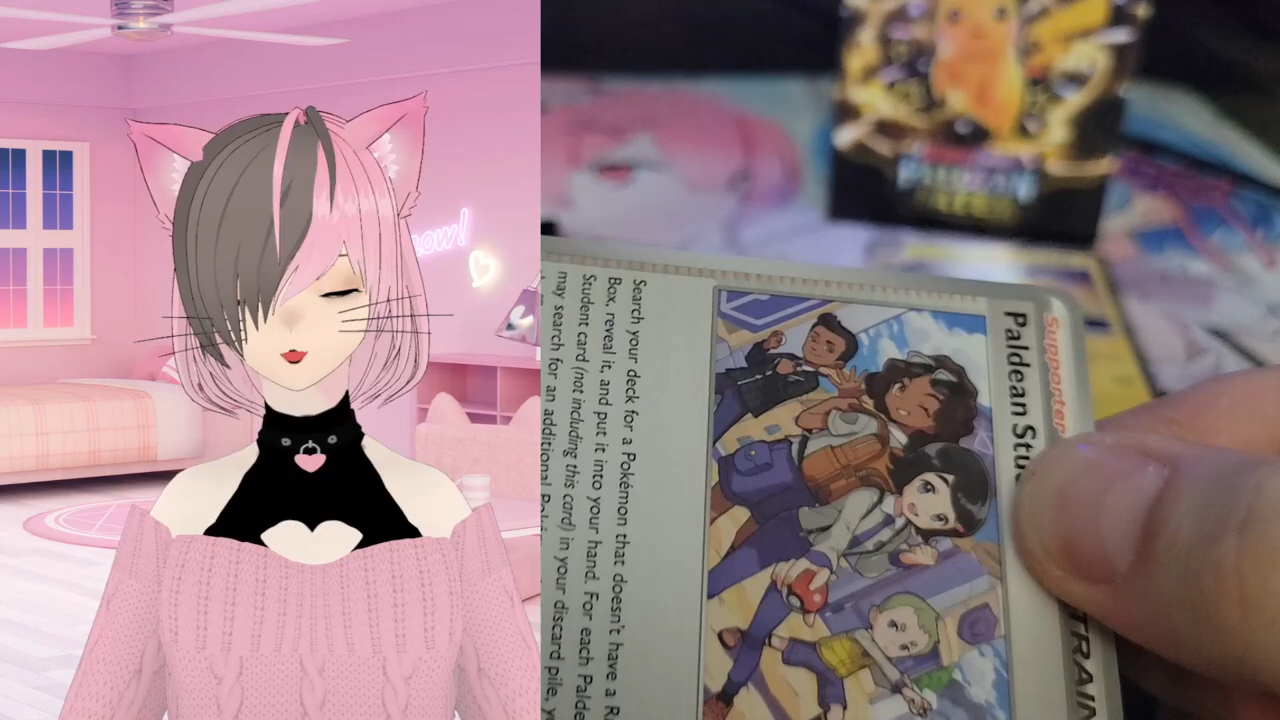 now!
Supporter
Paldean Stu
TRAIN
Search your deck for a Pokémon that doesn't have a R
Box, reveal it, and put it into your hand. For each Palde
Student card (not including this card) in your discard pile, y
may search for an additional